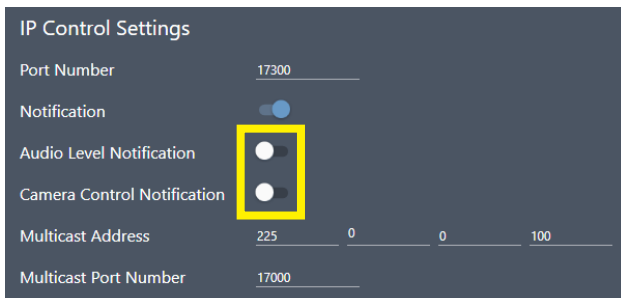 IP Control Settings
Port Number 17300
Notification
Audio Level Notification
Camera Control Notification
Multicast Address 225 0 0 100
Multicast Port Number 17000